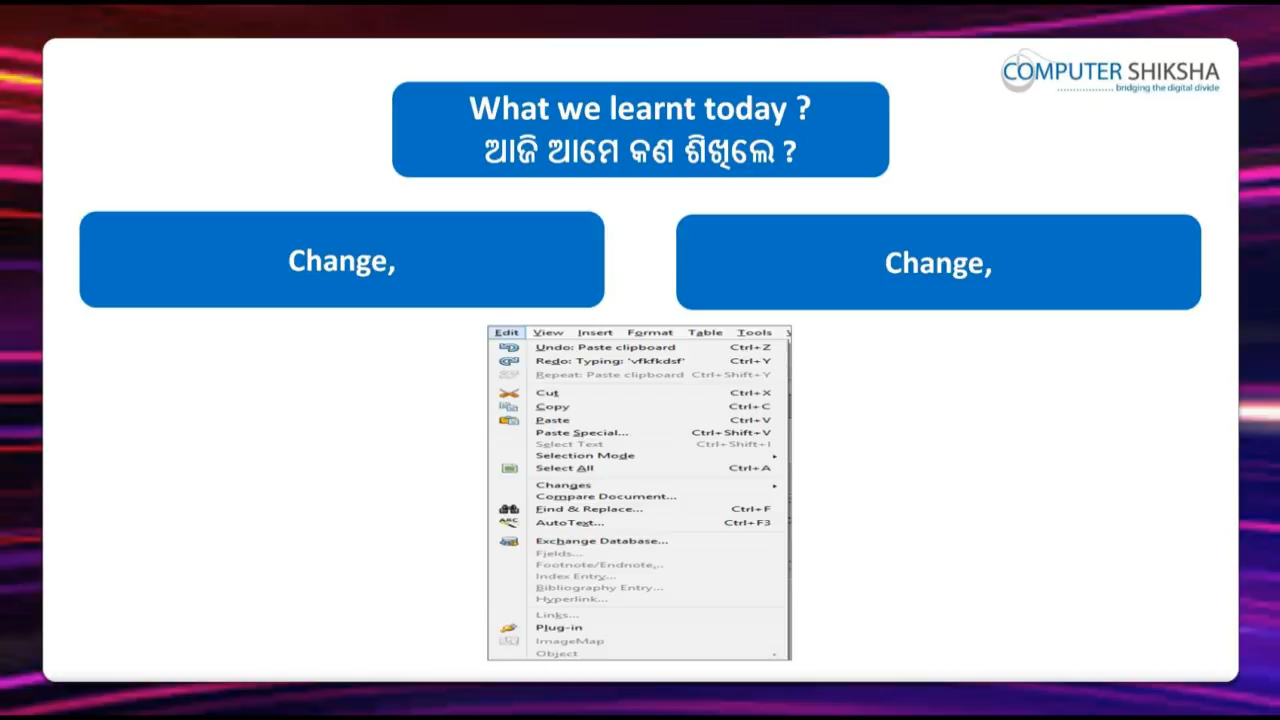 COMPUTER SHIKSHA
bridging the digital divide
What we learnt today ?
ଆଜି ଆମେ କଣ ଶିଖିଲେ ?
Change,
Change,
Edit View Insert Format Table Tools
Undo: Paste clipboard Ctrl+Z
Redo: Typing: 'vfkfkdsf' Ctrl+Y
Repeat: Paste clipboard Ctrl+Shift+Y
Cut Ctrl+X
Copy Ctrl+C
Paste Ctrl+V
Paste Special... Ctrl+Shift+V
Select Text Ctrl+Shift+I
Selection Mode
Select All Ctrl+A
Changes
Compare Document...
Find & Replace... Ctrl+F
AutoText... Ctrl+F3
Exchange Database...
Fields...
Footnote/Endnote...
Index Entry...
Bibliography Entry...
Hyperlink...
Links...
Plug-in
ImageMap
Object